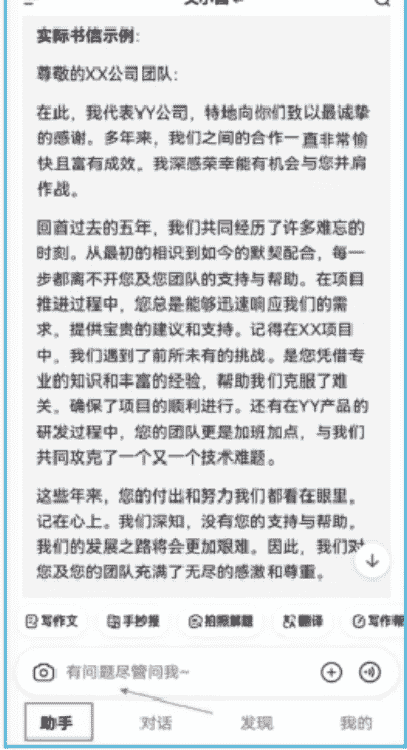 实际书信示例：
尊敬的XX公司团队：
在此，我代表YY公司，特地向你们致以最诚挚
的感谢。多年来，我们之间的合作一直非常愉
快且富有成效。我深感荣幸能有机会与您并肩
作战。
回首过去的五年，我们共同经历了许多难忘的
时刻。从最初的相识到如今的默契配合，每一
步都离不开您及您团队的支持与帮助。在项目
推进过程中，您总是能够迅速响应我们的需
求，提供宝贵的建议和支持。记得在XX项目
中，我们遇到了前所未有的挑战。是您凭借专
业的知识和丰富的经验，帮助我们克服了难
关，确保了项目的顺利进行。还有在YY产品的
研发过程中，您的团队更是加班加点，与我们
共同攻克了一个又一个技术难题。
这些年来，您的付出和努力我们都看在眼里，
记在心上。我们深知，没有您的支持与帮助，
我们的发展之路将会更加艰难。因此，我们对
您及您的团队充满了无尽的感激和尊重。
写作文 手抄报 拍照解题 翻译 写作帮
有问题尽管问我~
助手 对话 发现 我的